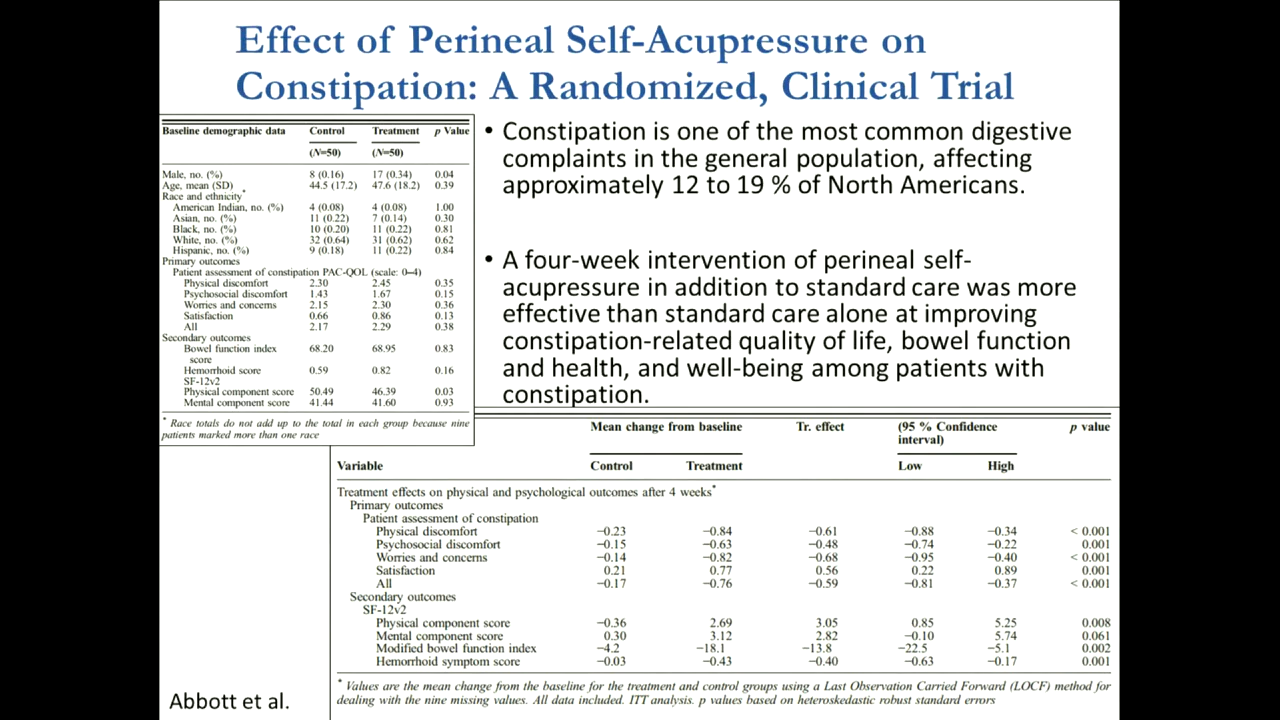 Effect of Perineal Self-Acupressure on
Constipation: A Randomized, Clinical Trial
Baseline demographic data Control Treatment p Value
(N=50) (N=50)
Male, no. (%) 8 (0.16) 17 (0.34) 0.04
Age, mean (SD) 44.5 (17.2) 47.6 (18.2) 0.39
Race and ethnicity*
American Indian, no. (%) 4 (0.08) 4 (0.08) 1.00
Asian, no. (%) 11 (0.22) 7 (0.14) 0.30
Black, no. (%) 10 (0.20) 11 (0.22) 0.81
White, no. (%) 32 (0.64) 31 (0.62) 0.62
Hispanic, no. (%) 9 (0.18) 11 (0.22) 0.84
Primary outcomes
Patient assessment of constipation PAC-QOL (scale: 0–4)
Physical discomfort 2.30 2.45 0.35
Psychosocial discomfort 1.43 1.67 0.15
Worries and concerns 2.15 2.30 0.36
Satisfaction 0.66 0.86 0.13
All 2.17 2.29 0.38
Secondary outcomes
Bowel function index 68.20 68.95 0.83
score
Hemorrhoid score 0.59 0.82 0.16
SF-12v2
Physical component score 50.49 46.39 0.03
Mental component score 41.44 41.60 0.93
* Race totals do not add up to the total in each group because nine
patients marked more than one race
• Constipation is one of the most common digestive
complaints in the general population, affecting
approximately 12 to 19 % of North Americans.
• A four-week intervention of perineal self-
acupressure in addition to standard care was more
effective than standard care alone at improving
constipation-related quality of life, bowel function
and health, and well-being among patients with
constipation.
Mean change from baseline Tr. effect (95 % Confidence p value
interval)
Variable Control Treatment Low High
Treatment effects on physical and psychological outcomes after 4 weeks*
Primary outcomes
Patient assessment of constipation
Physical discomfort −0.23 −0.84 −0.61 −0.88 −0.34 < 0.001
Psychosocial discomfort −0.15 −0.63 −0.48 −0.74 −0.22 0.001
Worries and concerns −0.14 −0.82 −0.68 −0.95 −0.40 < 0.001
Satisfaction 0.21 0.77 0.56 0.22 0.89 0.001
All −0.17 −0.76 −0.59 −0.81 −0.37 < 0.001
Secondary outcomes
SF-12v2
Physical component score −0.36 2.69 3.05 0.85 5.25 0.008
Mental component score 0.30 3.12 2.82 −0.10 5.74 0.061
Modified bowel function index −4.2 −18.1 −13.8 −22.5 −5.1 0.002
Hemorrhoid symptom score −0.03 −0.43 −0.40 −0.63 −0.17 0.001
* Values are the mean change from the baseline for the treatment and control groups using a Last Observation Carried Forward (LOCF) method for
dealing with the nine missing values. All data included. ITT analysis. p values based on heteroskedastic robust standard errors
Abbott et al.